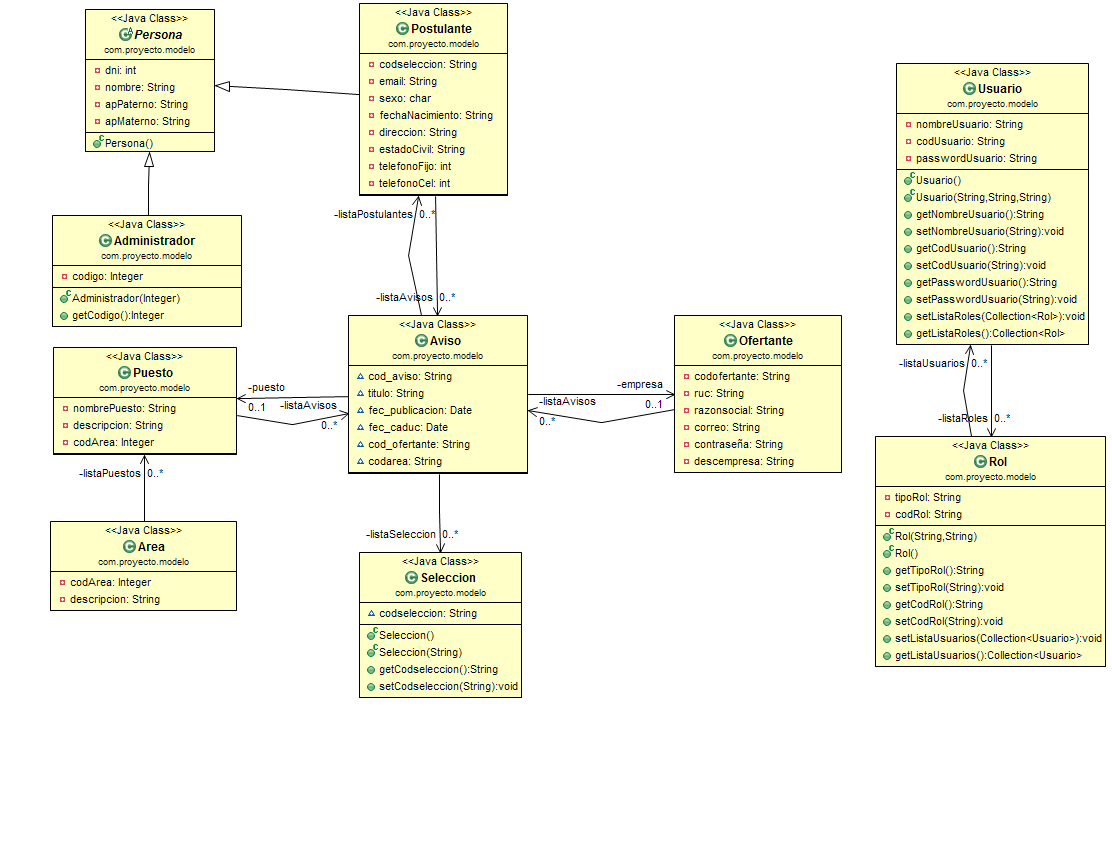 <<Java Class>>
Persona
com.proyecto.modelo
dni: int
nombre: String
apPaterno: String
apMaterno: String
Persona()
<<Java Class>>
Postulante
com.proyecto.modelo
codseleccion: String
email: String
sexo: char
fechaNacimiento: String
direccion: String
estadoCivil: String
telefonoFijo: int
telefonoCel: int
<<Java Class>>
Usuario
com.proyecto.modelo
nombreUsuario: String
codUsuario: String
passwordUsuario: String
Usuario()
Usuario(String,String,String)
getNombreUsuario():String
setNombreUsuario(String):void
getCodUsuario():String
setCodUsuario(String):void
getPasswordUsuario():String
setPasswordUsuario(String):void
setListaRoles(Collection<Rol>):void
getListaRoles():Collection<Rol>
<<Java Class>>
Administrador
com.proyecto.modelo
codigo: Integer
Administrador(Integer)
getCodigo():Integer
-listaPostulantes 0..*
-listaAvisos 0..*
<<Java Class>>
Puesto
com.proyecto.modelo
nombrePuesto: String
descripcion: String
codArea: Integer
-puesto
0..1
-listaAvisos
0..*
<<Java Class>>
Aviso
com.proyecto.modelo
cod_aviso: String
titulo: String
fec_publicacion: Date
fec_caduc: Date
cod_ofertante: String
codarea: String
-empresa
0..1
-listaAvisos
0..*
<<Java Class>>
Ofertante
com.proyecto.modelo
codofertante: String
ruc: String
razonsocial: String
correo: String
contraseña: String
descempresa: String
-listaUsuarios 0..*
-listaRoles 0..*
<<Java Class>>
Rol
com.proyecto.modelo
tipoRol: String
codRol: String
Rol(String,String)
Rol()
getTipoRol():String
setTipoRol(String):void
getCodRol():String
setCodRol(String):void
setListaUsuarios(Collection<Usuario>):void
getListaUsuarios():Collection<Usuario>
-listaPuestos 0..*
<<Java Class>>
Area
com.proyecto.modelo
codArea: Integer
descripcion: String
-listaSeleccion 0..*
<<Java Class>>
Seleccion
com.proyecto.modelo
codseleccion: String
Seleccion()
Seleccion(String)
getCodseleccion():String
setCodseleccion(String):void